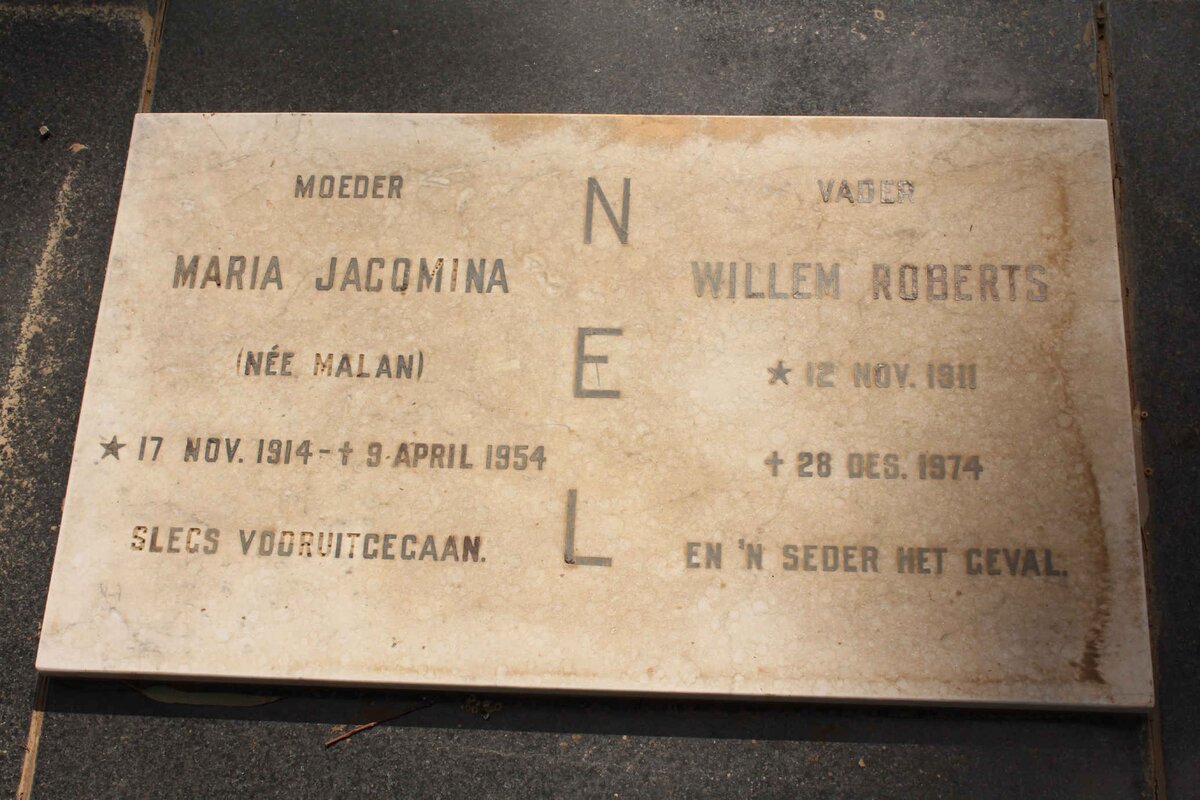 MOEDER
MARIA JACOMINA
(NÉE MALAN)
★ 17 NOV. 1914 - ✝ 9 APRIL 1954
SLEGS VOORUITGEGAAN.
N
E
L
VADER
WILLEM ROBERTS
★ 12 NOV. 1911
✝ 28 DES. 1974
EN 'N SEDER HET GEVAL.